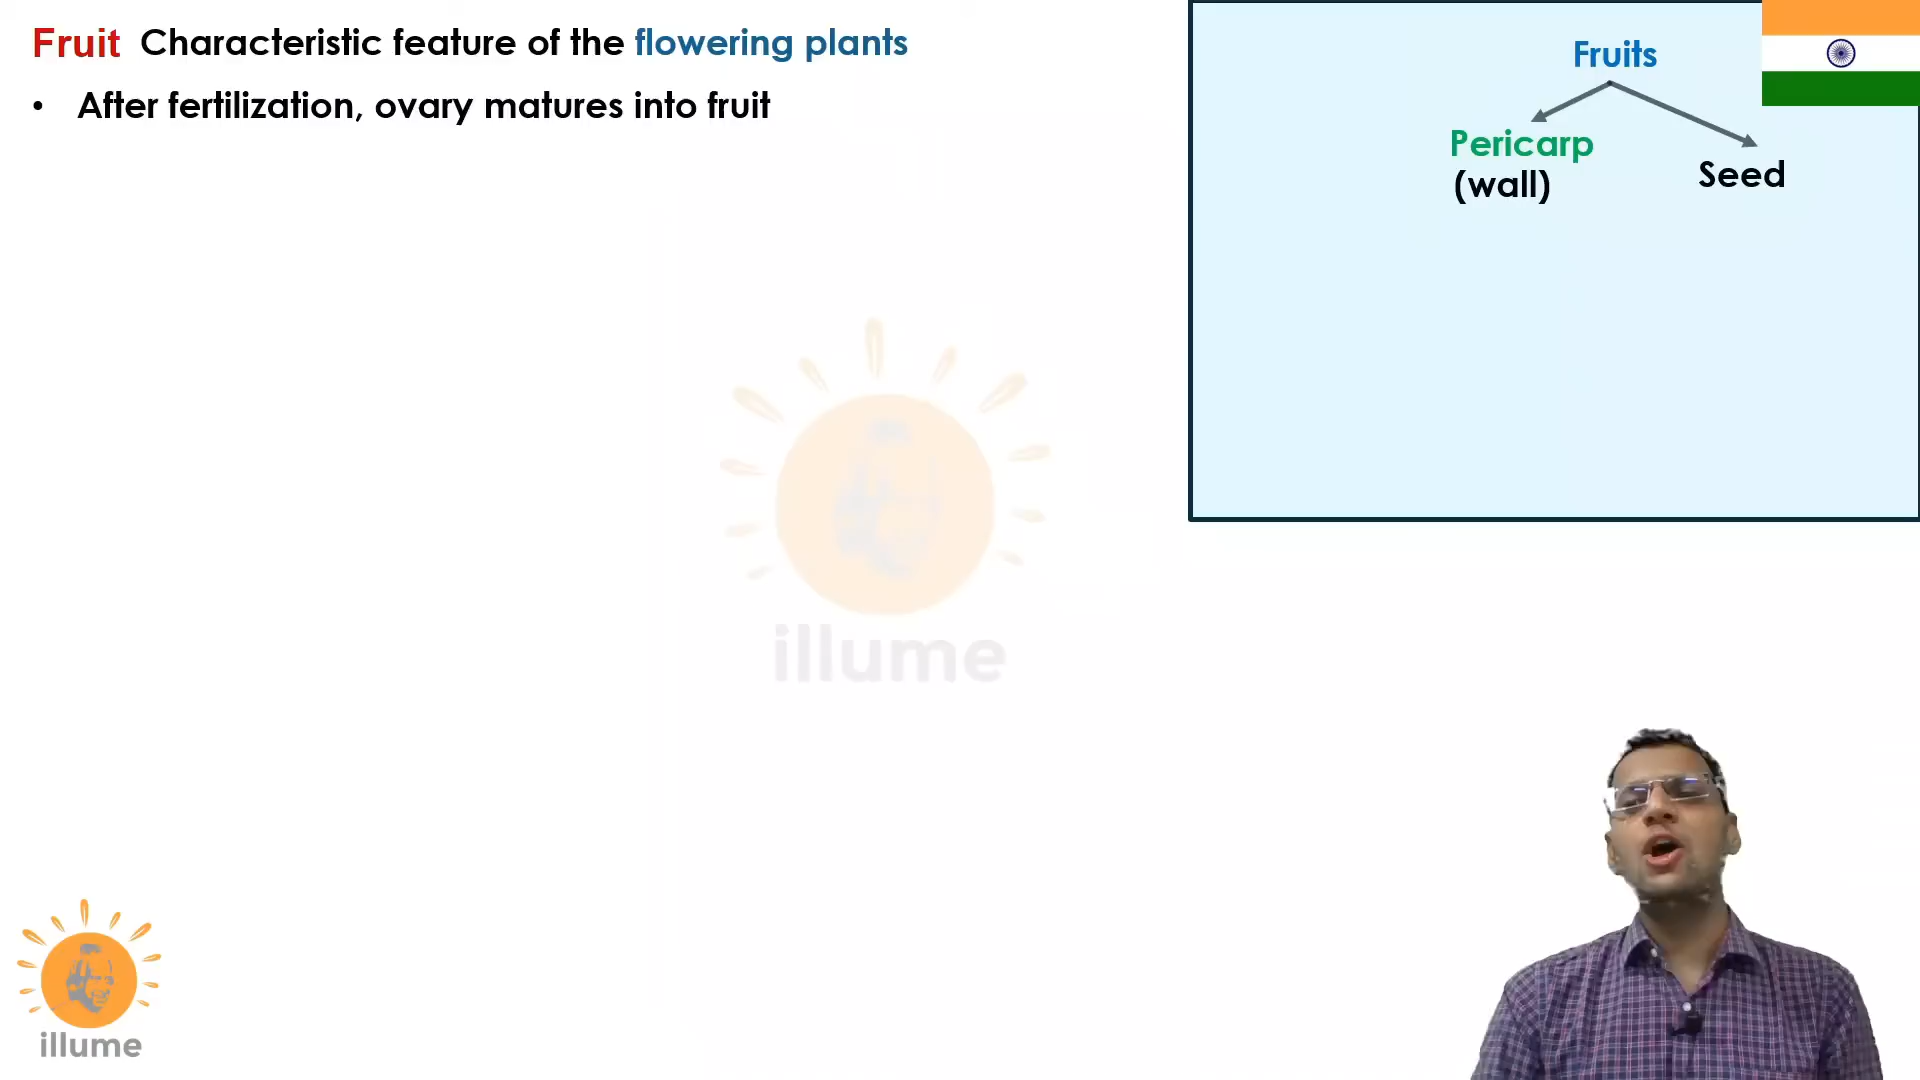 Fruit Characteristic feature of the flowering plants
• After fertilization, ovary matures into fruit
Fruits
Pericarp
(wall)
Seed
illume
illume